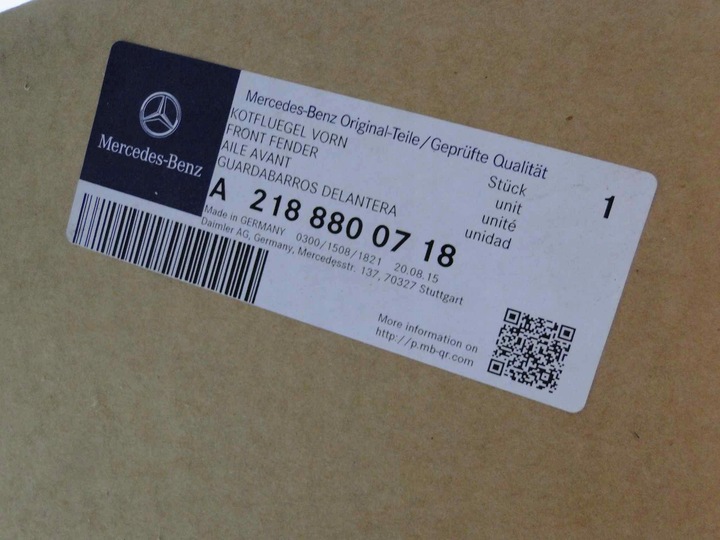 Mercedes-Benz
Mercedes-Benz Original-Teile/Geprüfte Qualität
KOTFLUEGEL VORN
FRONT FENDER
AILE AVANT
GUARDABARROS DELANTERA
Stück
unit
unité
unidad
1
A 218 880 07 18
Made in GERMANY 0300/1508/1821 20.08.15
Daimler AG, Germany, Mercedesstr. 137, 70327 Stuttgart
More information on
http://p.mb-qr.com